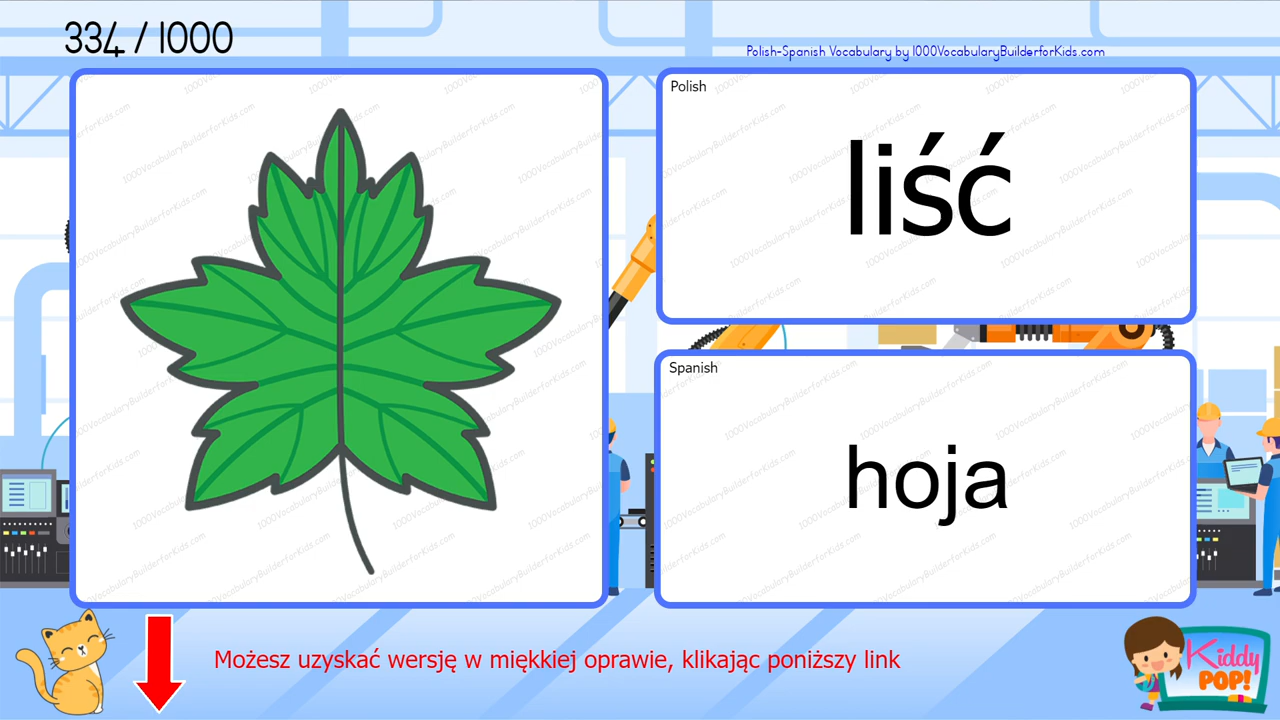 334 / 1000
Polish-Spanish Vocabulary by 1000VocabularyBuilderforKids.com
Polish
liść
Spanish
hoja
Możesz uzyskać wersję w miękkiej oprawie, klikając poniższy link
Kiddy
POP!